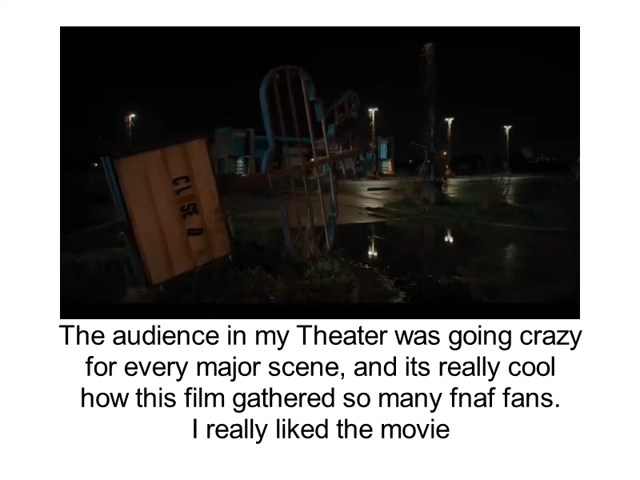 CLOSED
The audience in my Theater was going crazy
for every major scene, and its really cool
how this film gathered so many fnaf fans.
I really liked the movie